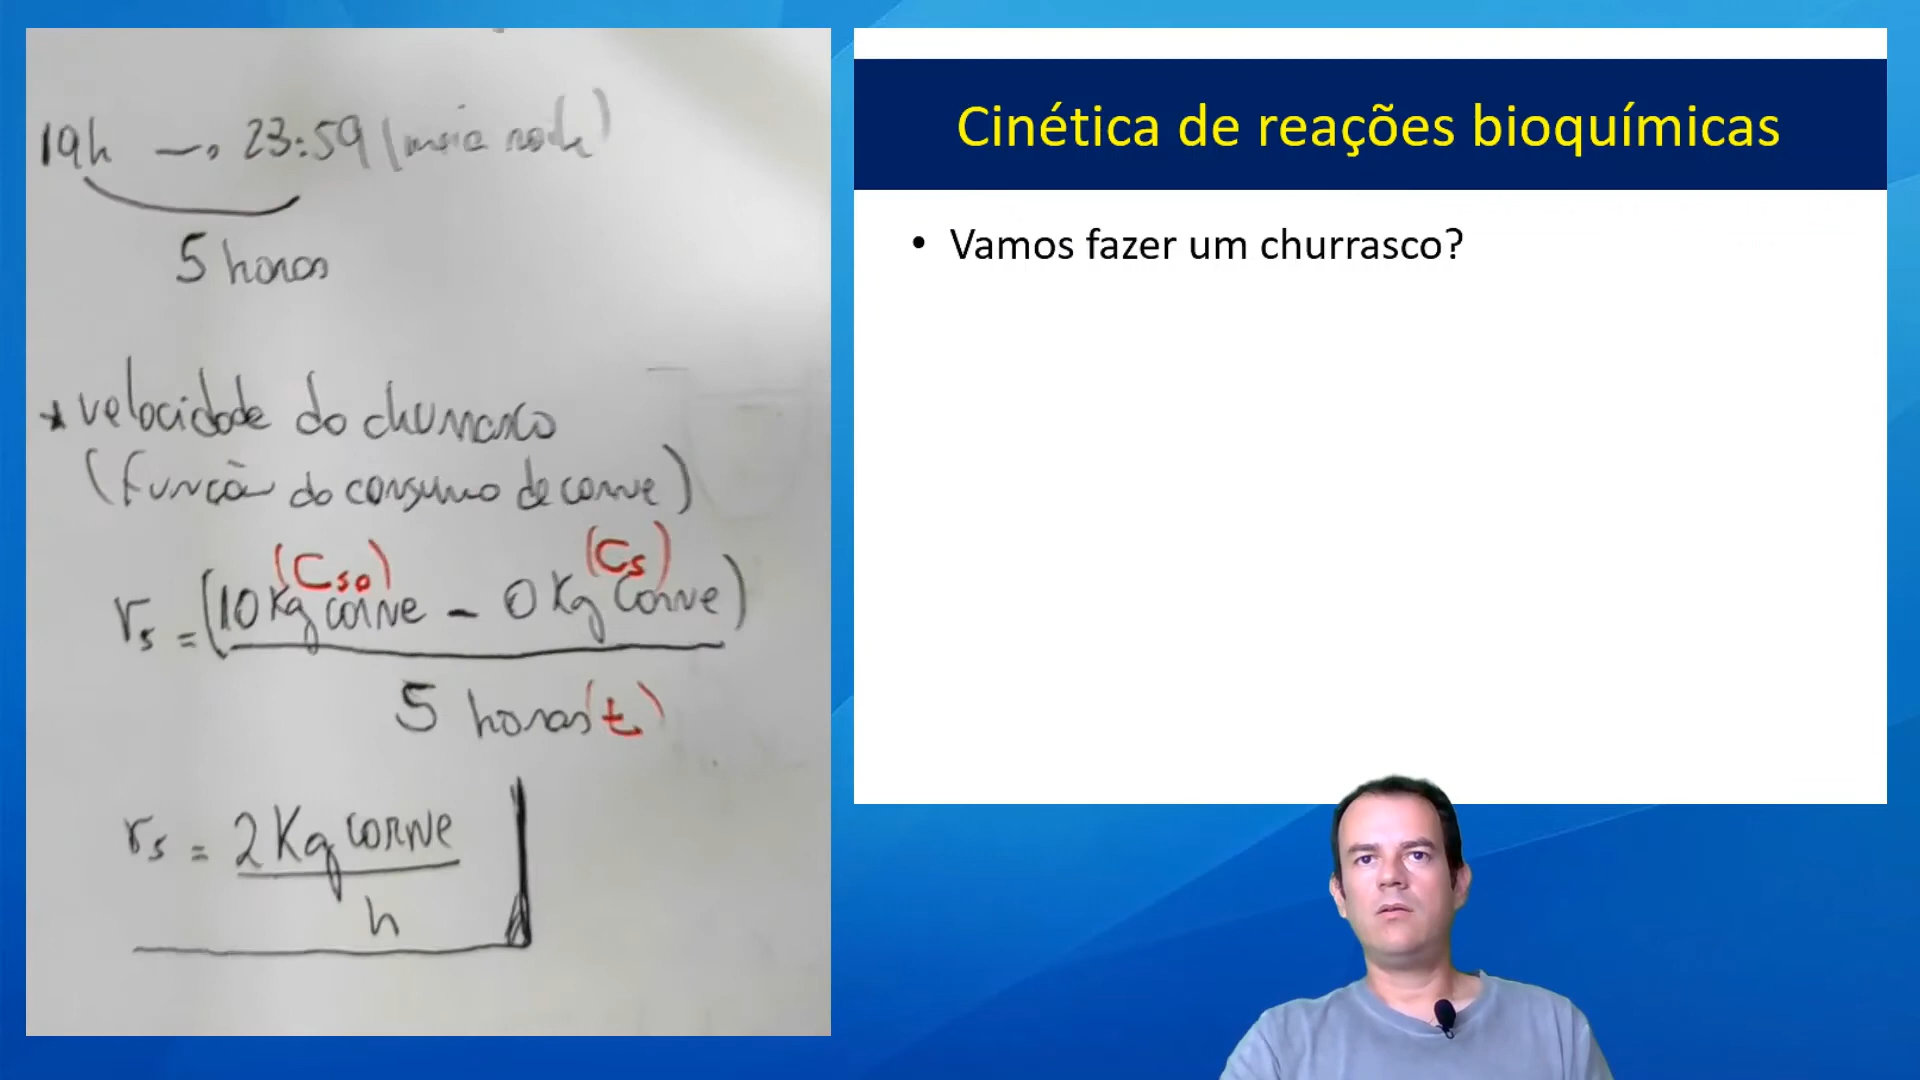 19h → 23:59 (meia noite)
5 horas
* velocidade do churrasco
(função do consumo de carne)
(Cso) (Cs)
rs = (10 Kg carne - 0 Kg carne)
5 horas (t)
rs = 2 Kg carne
h
Cinética de reações bioquímicas
• Vamos fazer um churrasco?